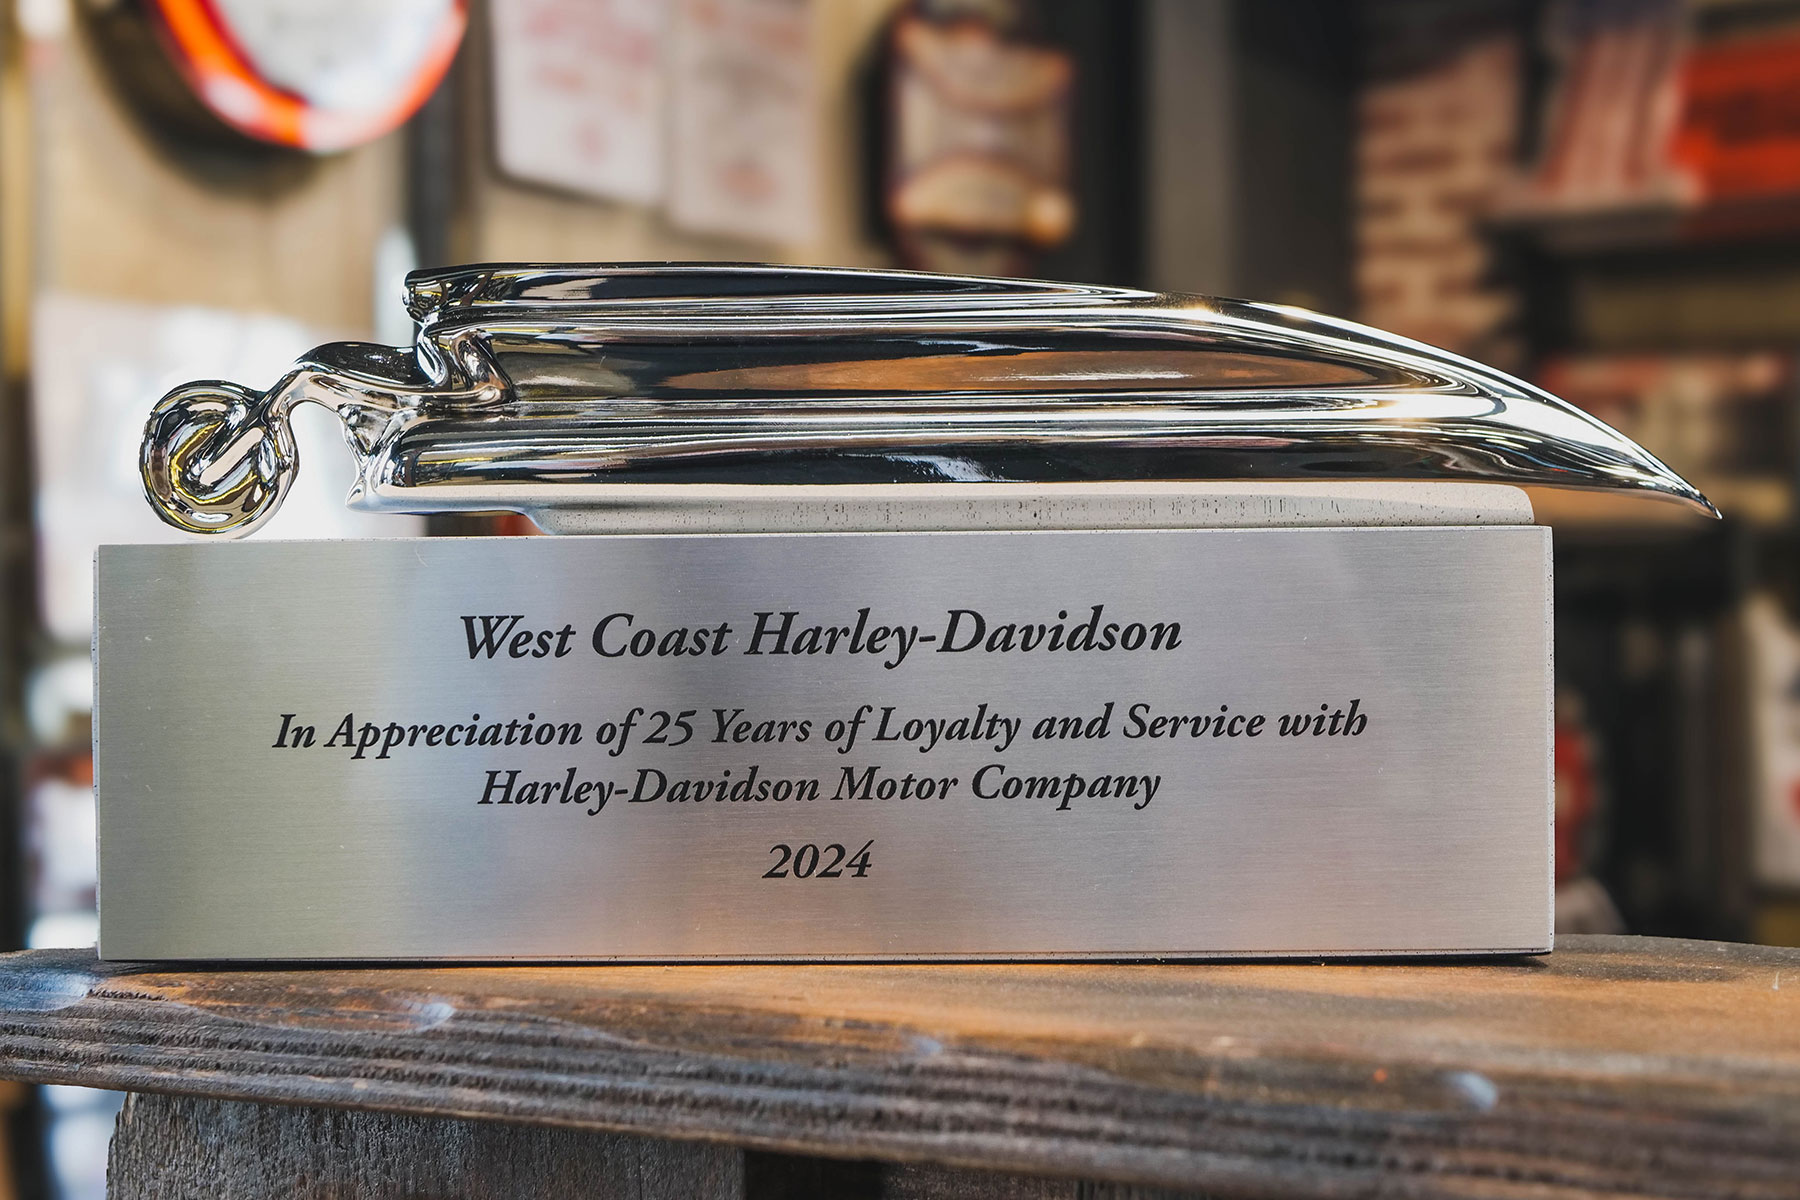 West Coast Harley-Davidson
In Appreciation of 25 Years of Loyalty and Service with
Harley-Davidson Motor Company
2024